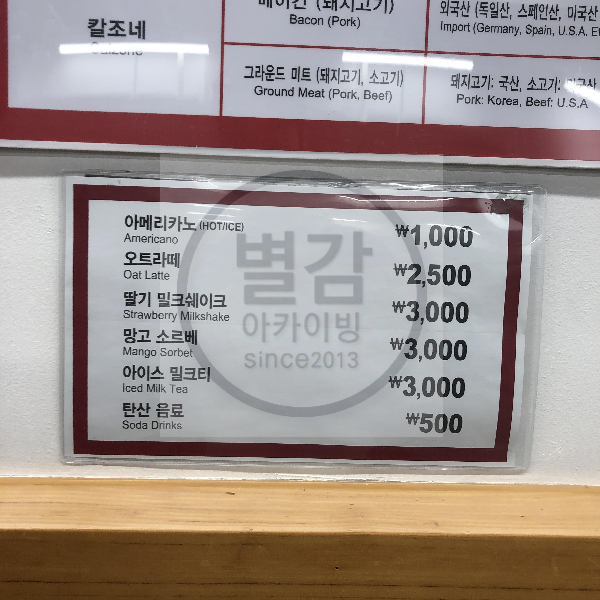 베이컨 (돼지고기)
Bacon (Pork)
외국산 (독일산, 스페인산, 미국산
Import (Germany, Spain, U.S.A, Et
칼조네
Calzone
그라운드 미트 (돼지고기, 소고기)
Ground Meat (Pork, Beef)
돼지고기: 국산, 소고기: 미국산
Pork: Korea, Beef: U.S.A
아메리카노 (HOT/ICE) ₩1,000
Americano
오트라떼 ₩2,500
Oat Latte
딸기 밀크쉐이크 ₩3,000
Strawberry Milkshake
망고 소르베 ₩3,000
Mango Sorbet
아이스 밀크티 ₩3,000
Iced Milk Tea
탄산 음료 ₩500
Soda Drinks
별감
아카이빙
since2013